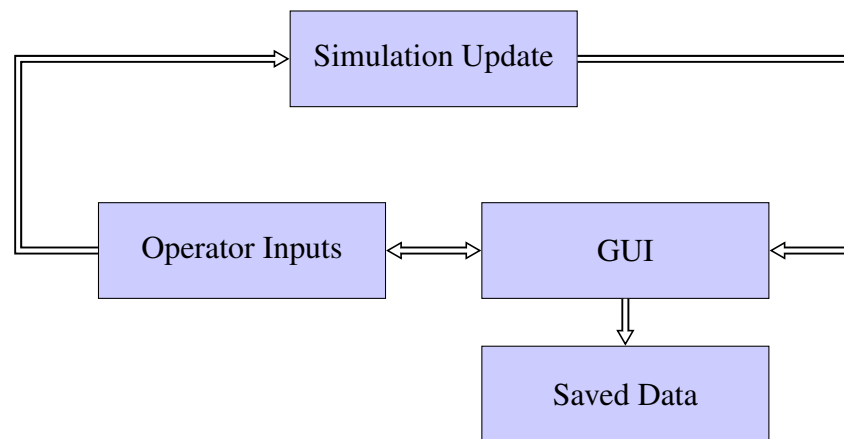 Simulation Update
Operator Inputs
GUI
Saved Data